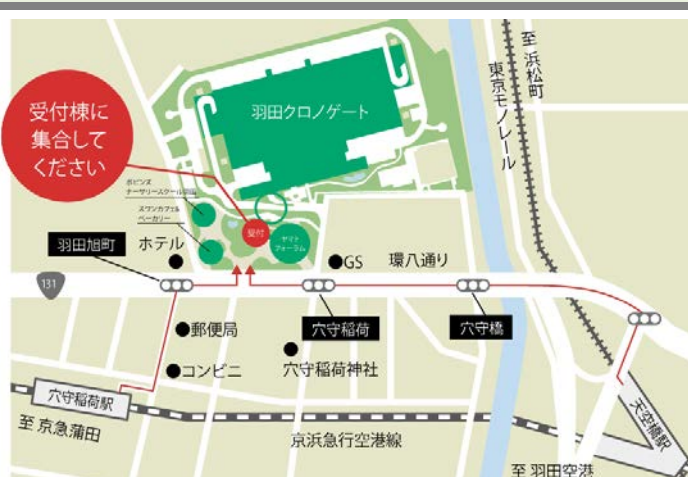 受付棟に
集合して
ください
羽田クロノゲート
至 浜松町
東京モノレール
ポピンズ
ナーサリースクール羽田
スワンカフェ&
ベーカリー
受付
ヤマト
フォーラム
羽田旭町
ホテル
GS
環八通り
131
郵便局
穴守稲荷
穴守橋
コンビニ
穴守稲荷神社
穴守稲荷駅
天空橋駅
至 京急蒲田
京浜急行空港線
至 羽田空港